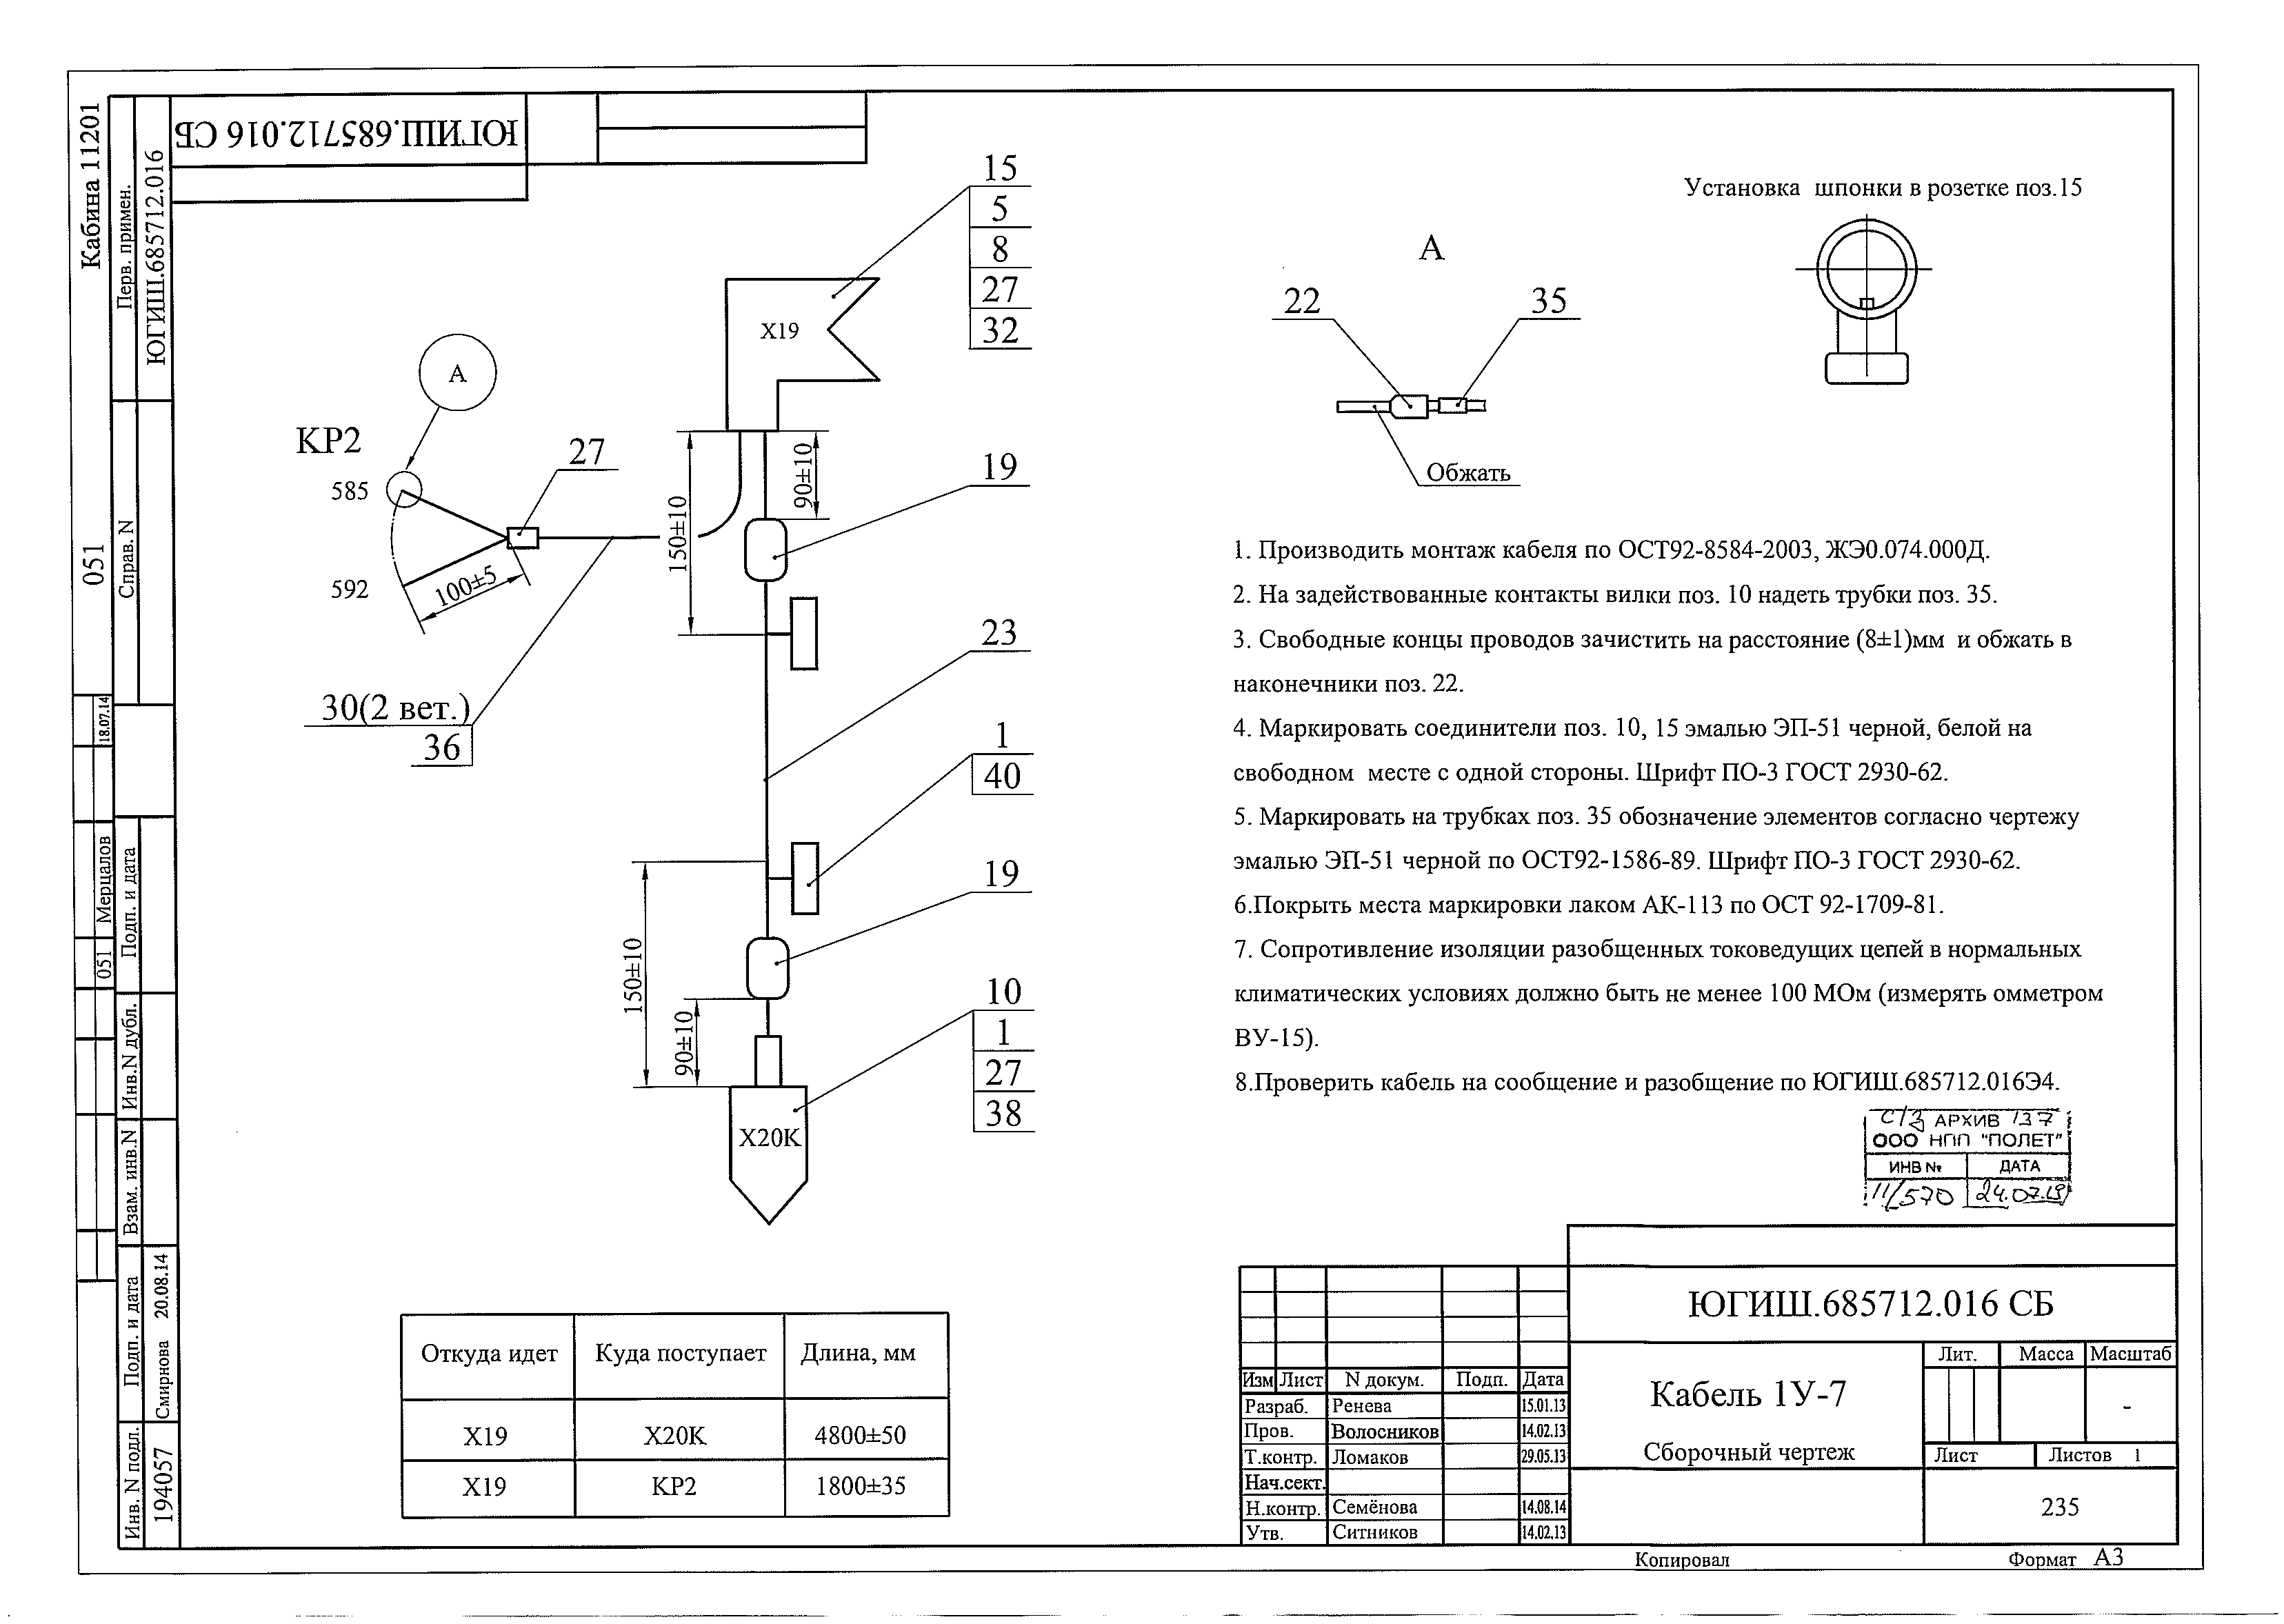 ЮГИШ.685712.016 СБ
Кабина 11201
Перв. примен.
ЮГИШ.685712.016
051
Справ. N
18.07.14
051 Мерцалов
Подп. и дата
Инв.N дубл.
Взам. инв.N
Подп. и дата
Смирнова 20.08.14
Инв. N подл.
194057
15
5
8
27
32
Х19
А
КР2
585
592
27
100±5
30(2 вет.)
36
150±10
90±10
19
23
1
40
19
150±10
90±10
10
1
27
38
Х20К
А
22
35
Обжать
Установка шпонки в розетке поз.15
1. Производить монтаж кабеля по ОСТ92-8584-2003, ЖЭ0.074.000Д.
2. На задействованные контакты вилки поз. 10 надеть трубки поз. 35.
3. Свободные концы проводов зачистить на расстояние (8±1)мм и обжать в
наконечники поз. 22.
4. Маркировать соединители поз. 10, 15 эмалью ЭП-51 черной, белой на
свободном месте с одной стороны. Шрифт ПО-3 ГОСТ 2930-62.
5. Маркировать на трубках поз. 35 обозначение элементов согласно чертежу
эмалью ЭП-51 черной по ОСТ92-1586-89. Шрифт ПО-3 ГОСТ 2930-62.
6.Покрыть места маркировки лаком АК-113 по ОСТ 92-1709-81.
7. Сопротивление изоляции разобщенных токоведущих цепей в нормальных
климатических условиях должно быть не менее 100 МОм (измерять омметром
ВУ-15).
8.Проверить кабель на сообщение и разобщение по ЮГИШ.685712.016Э4.
АРХИВ 137
ООО НПП "ПОЛЕТ"
ИНВ № ДАТА
11/570 24.07.19
Откуда идет Куда поступает Длина, мм
Х19 Х20К 4800±50
Х19 КР2 1800±35
ЮГИШ.685712.016 СБ
Изм Лист N докум. Подп. Дата
Разраб. Ренева 15.01.13
Пров. Волосников 14.02.13
Т.контр. Ломаков 29.05.13
Нач.сект.
Н.контр. Семёнова 14.08.14
Утв. Ситников 14.02.13
Кабель 1У-7
Сборочный чертеж
Лит. Масса Масштаб
-
Лист Листов 1
235
Копировал Формат А3